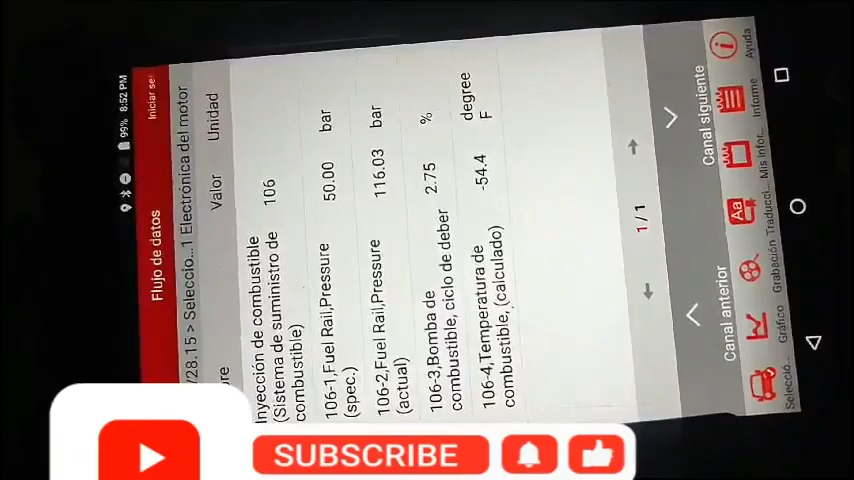 99% 8:52 PM
Flujo de datos
Iniciar se
/28.15 > Seleccio...1 Electrónica del motor
re
Valor
Unidad
Inyección de combustible
(Sistema de suministro de
combustible)
106
106-1,Fuel Rail,Pressure
(spec.)
50.00
bar
106-2,Fuel Rail,Pressure
(actual)
116.03
bar
106-3,Bomba de
combustible, ciclo de deber
2.75
%
106-4,Temperatura de
combustible,(calculado)
-54.4
degree
F
1/1
Canal anterior
Canal siguiente
Selecció...
Gráfico
Grabación
Aa
Traducci...
Mis infor...
Informe
Ayuda
SUBSCRIBE